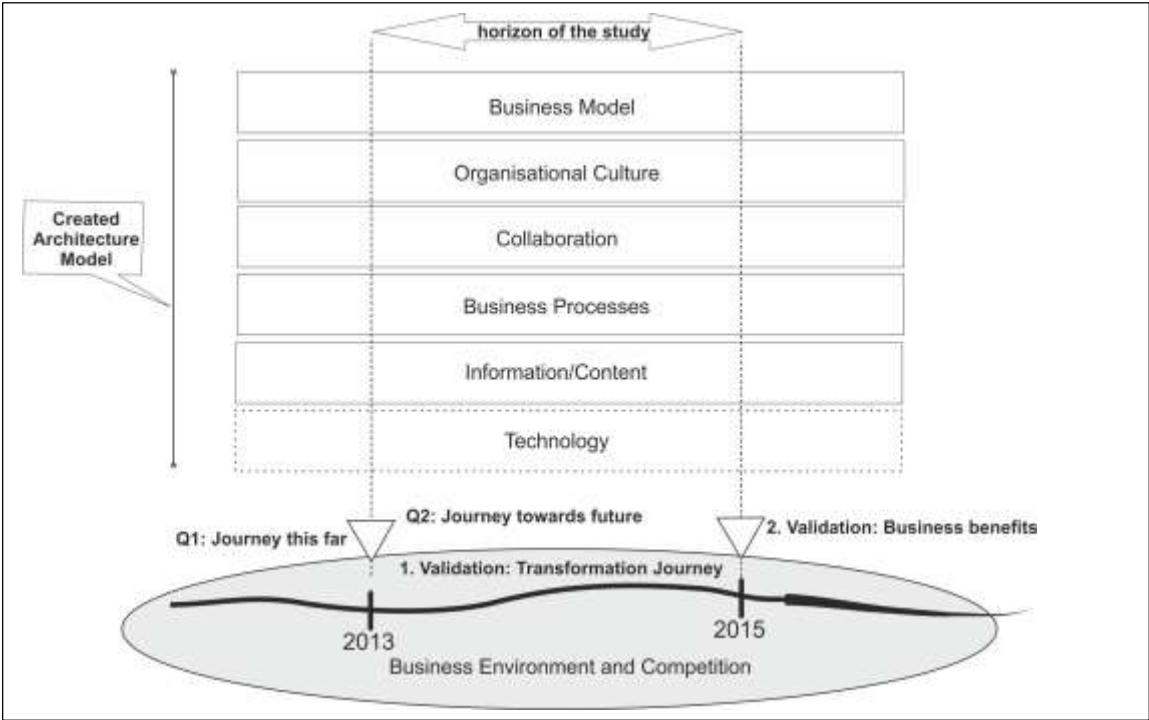 horizon of the study
Business Model
Organisational Culture
Created
Architecture
Model
Collaboration
Business Processes
Information/Content
Technology
Q1: Journey this far
Q2: Journey towards future
2. Validation: Business benefits
1. Validation: Transformation Journey
2013
2015
Business Environment and Competition